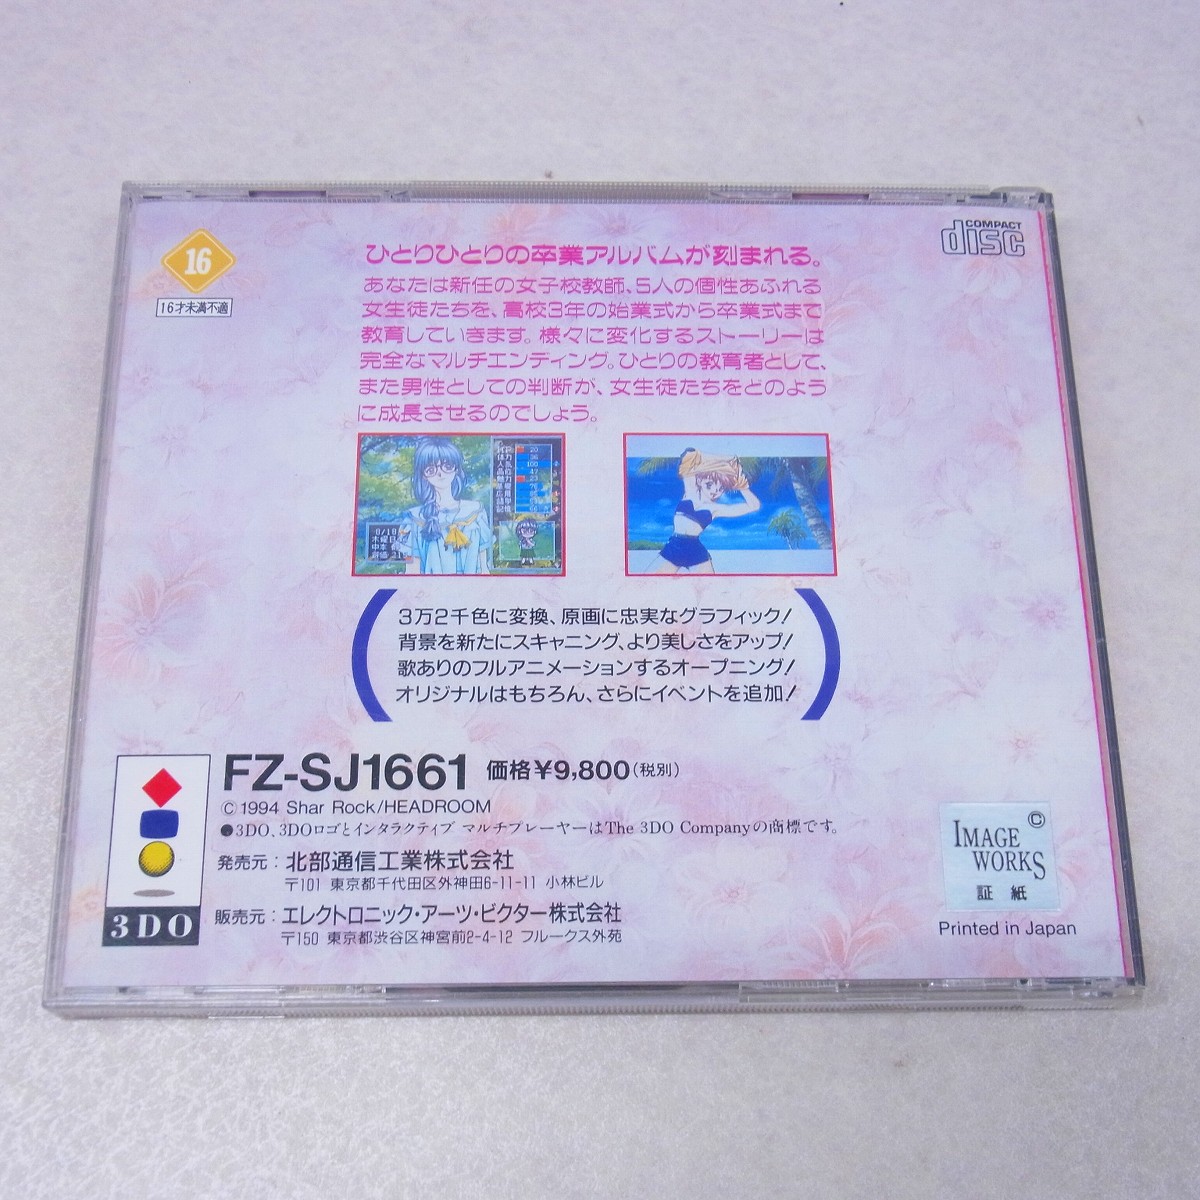 16
16才未満不適
COMPACT
disc
ひとりひとりの卒業アルバムが刻まれる。
あなたは新任の女子校教師、5人の個性あふれる
女生徒たちを、高校3年の始業式から卒業式まで
教育していきます。様々に変化するストーリーは
完全なマルチエンディング。ひとりの教育者として、
また男性としての判断が、女生徒たちをどのよう
に成長させるのでしょう。
3万2千色に変換、原画に忠実なグラフィック!
背景を新たにスキャニング、より美しさをアップ!
歌ありのフルアニメーションするオープニング!
オリジナルはもちろん、さらにイベントを追加!
FZ-SJ1661 価格¥9,800(税別)
© 1994 Shar Rock/HEADROOM
●3DO、3DOロゴとインタラクティブ マルチプレーヤーはThe 3DO Companyの商標です。
発売元:北部通信工業株式会社
〒101 東京都千代田区外神田6-11-11 小林ビル
販売元:エレクトロニック・アーツ・ビクター株式会社
〒150 東京都渋谷区神宮前2-4-12 フルークス外苑
3DO
©
IMAGE
WORKS
証紙
Printed in Japan